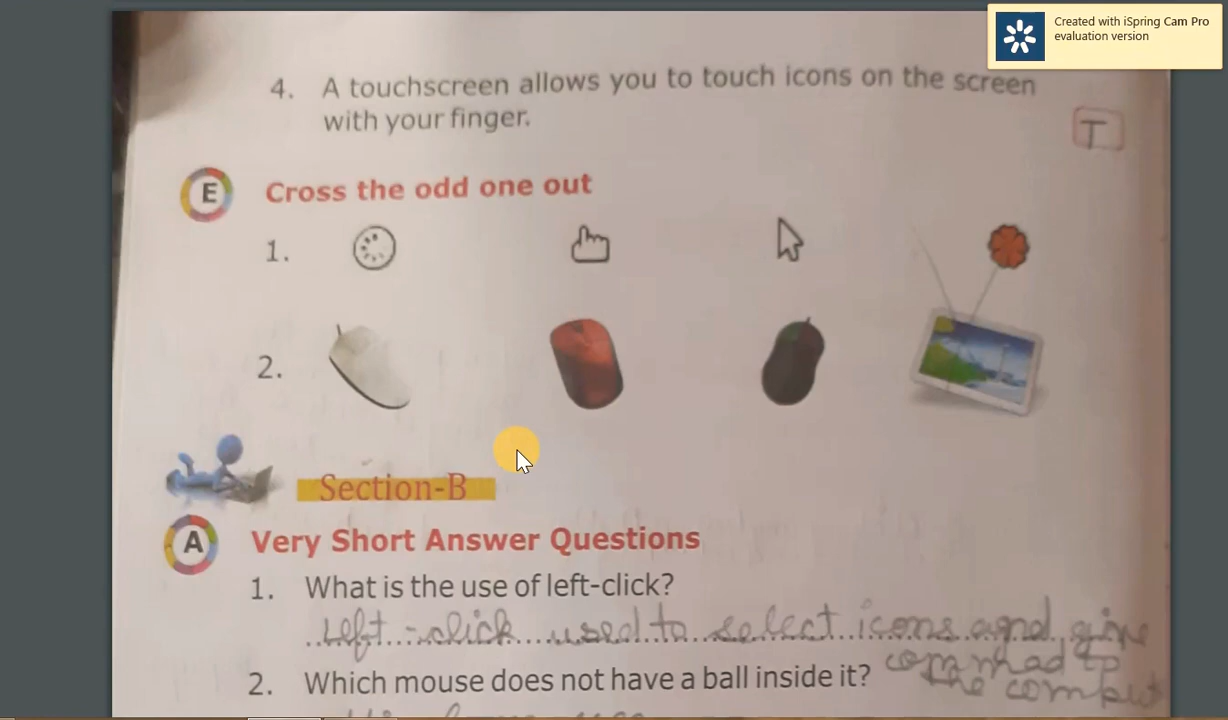 Created with iSpring Cam Pro
evaluation version
4. A touchscreen allows you to touch icons on the screen
with your finger.
T
E Cross the odd one out
1.
2.
Section-B
A Very Short Answer Questions
1. What is the use of left-click?
Left-click used to select icons agnd give
commhad to
2. Which mouse does not have a ball inside it?
the comput